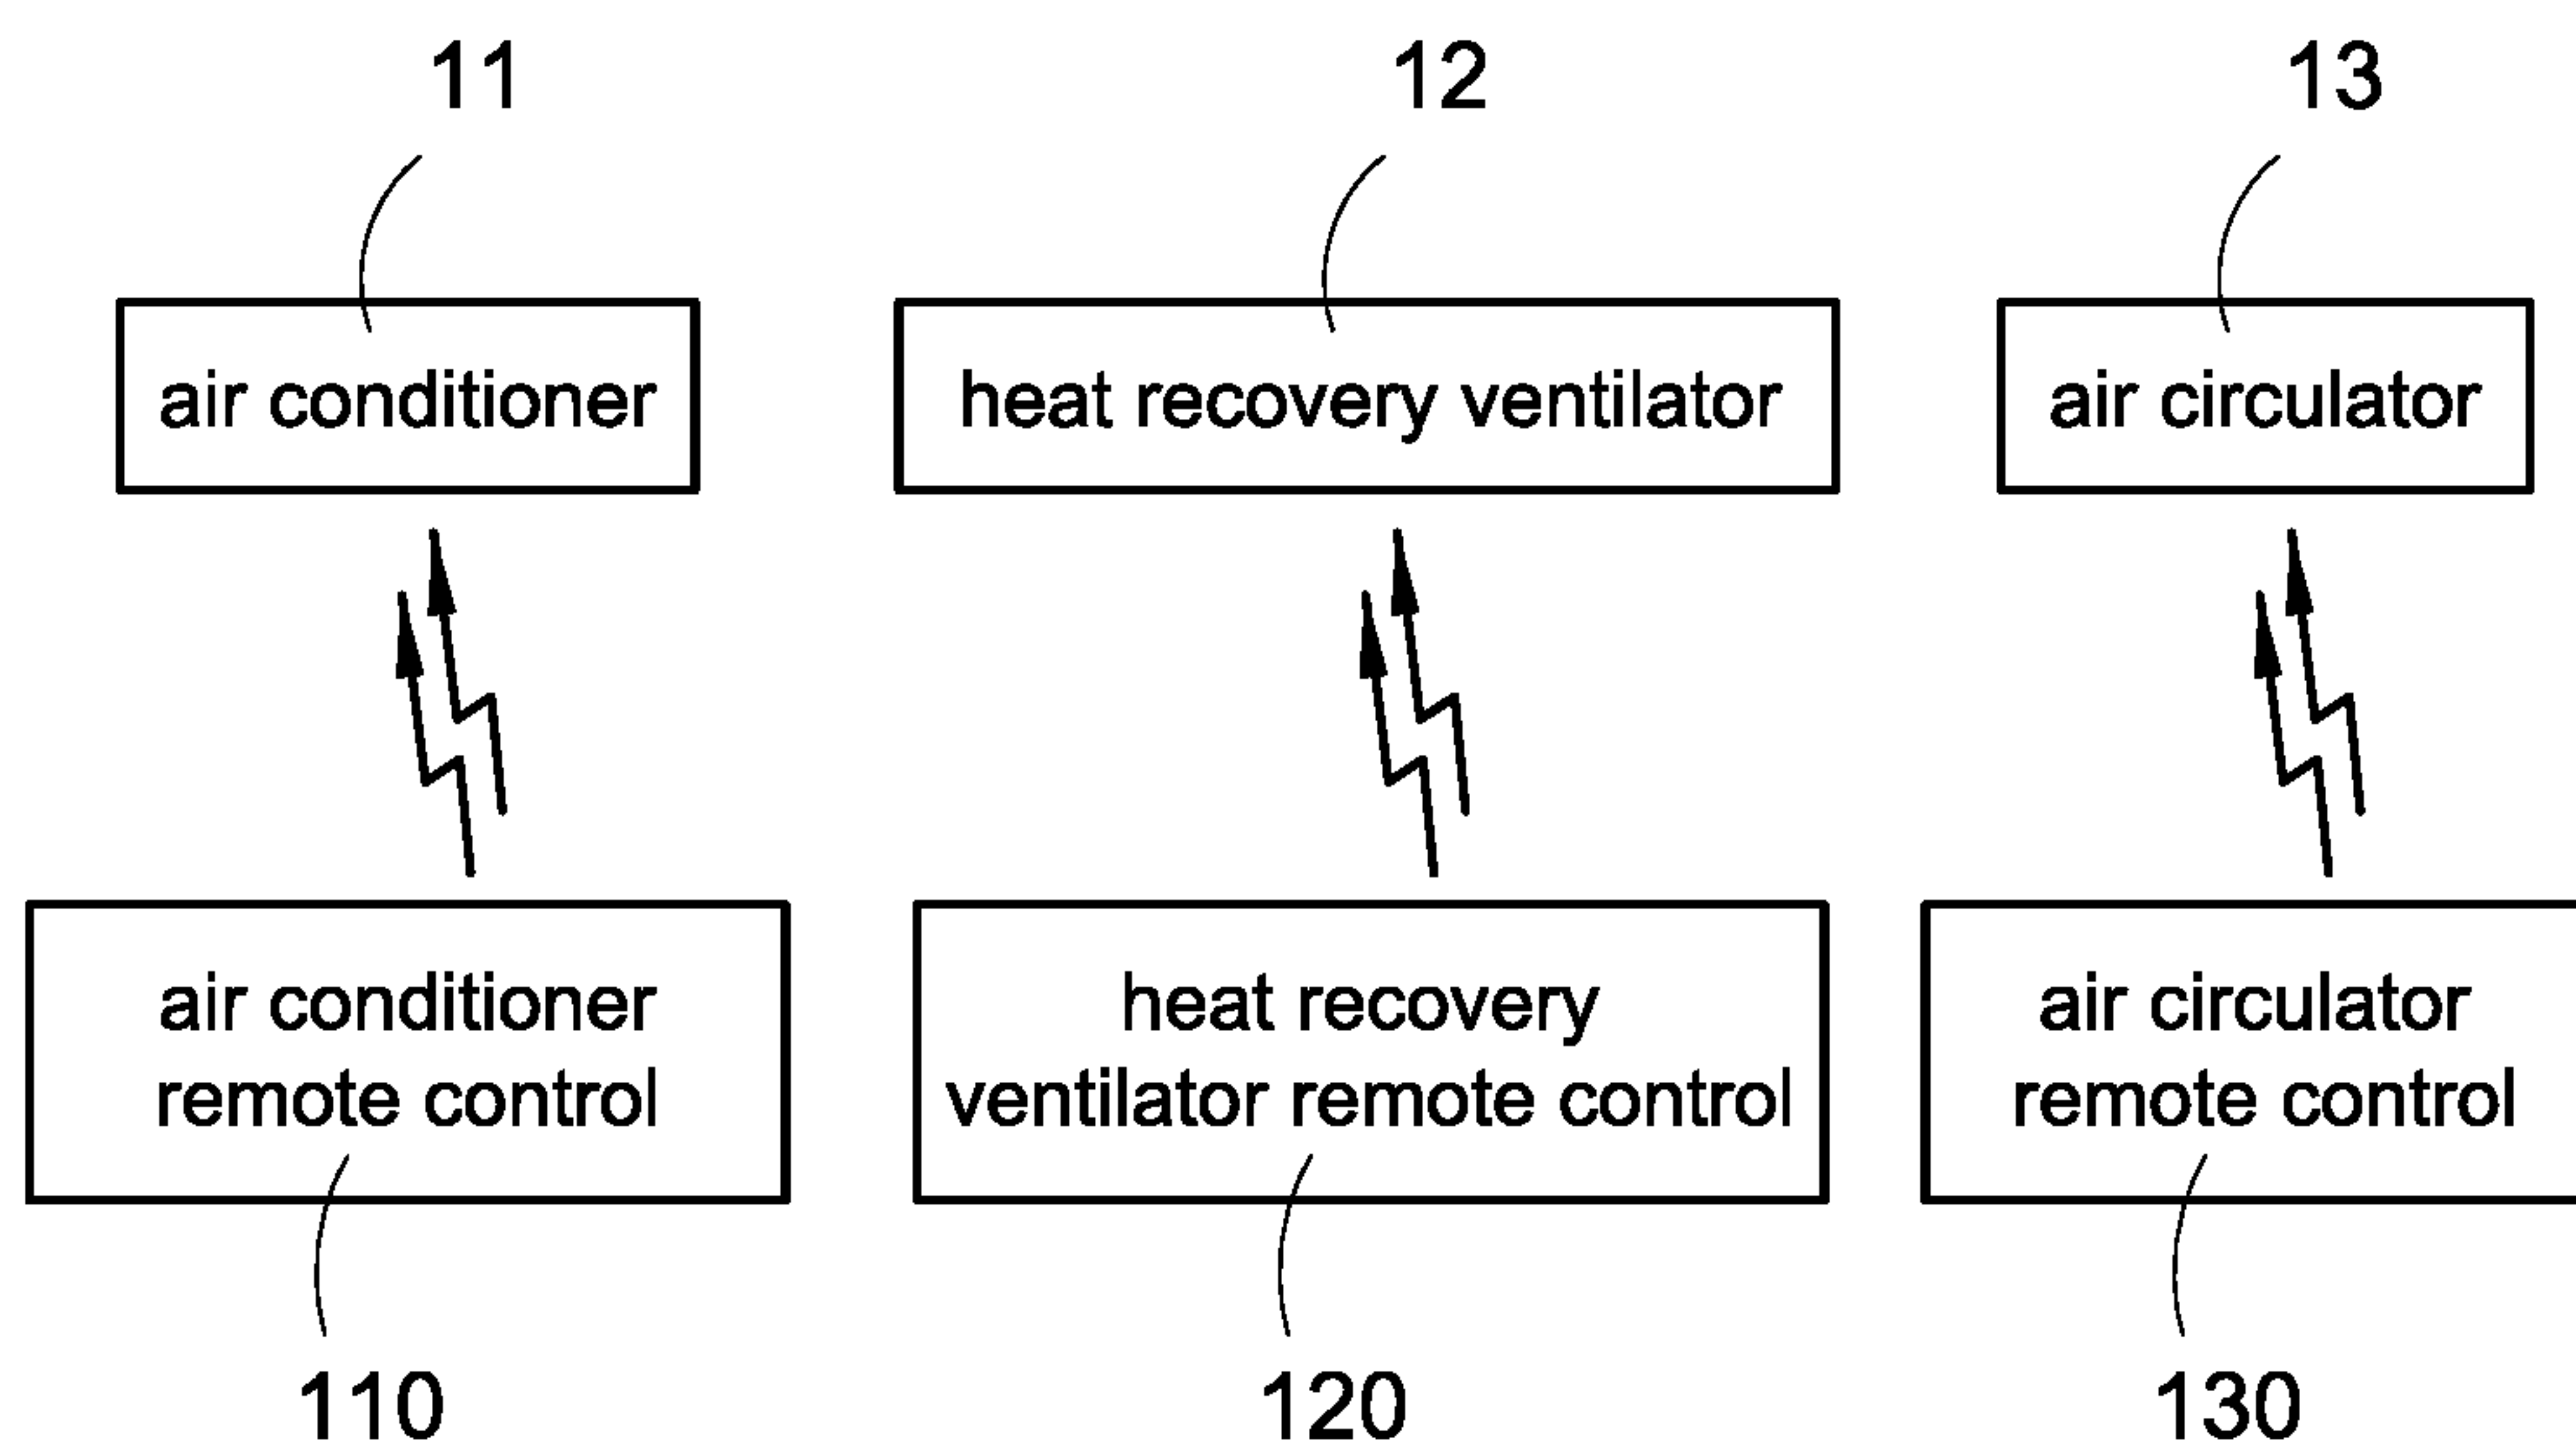 11
12
13
air conditioner
heat recovery ventilator
air circulator
air conditioner
remote control
heat recovery
ventilator remote control
air circulator
remote control
110
120
130